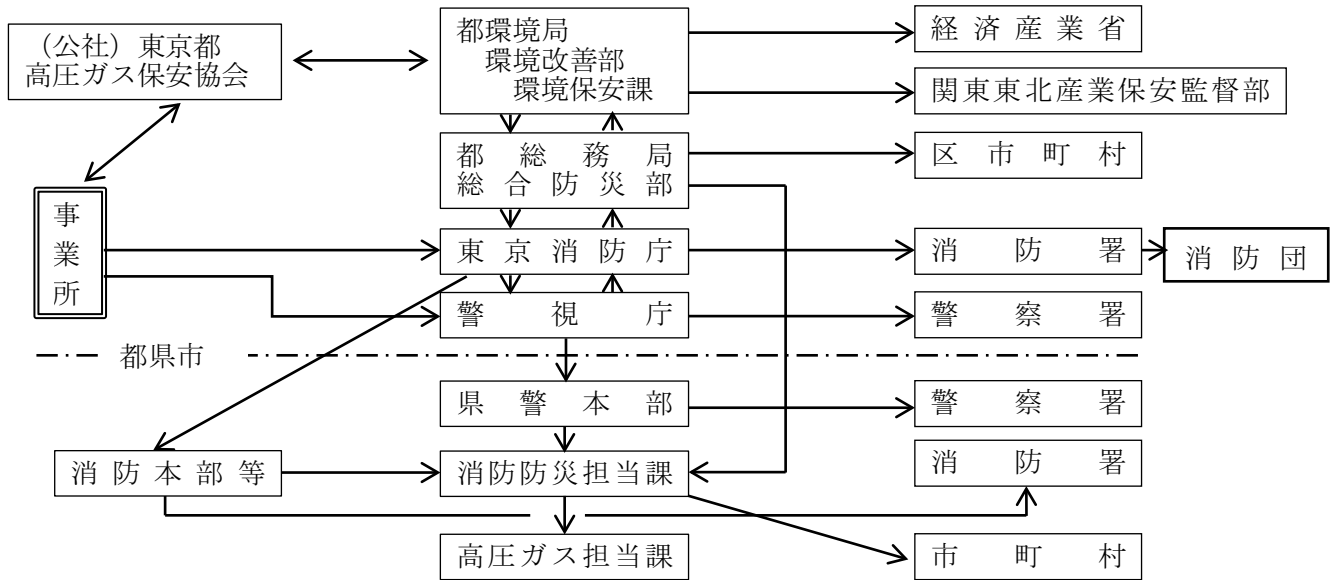 （公社）東京都
高圧ガス保安協会
都環境局
環境改善部
環境保安課
経済産業省
関東東北産業保安監督部
都総務局
総合防災部
区市町村
事業所
東京消防庁
消防署
消防団
警視庁
警察署
都県市
県警本部
警察署
消防本部等
消防防災担当課
消防署
高圧ガス担当課
市町村